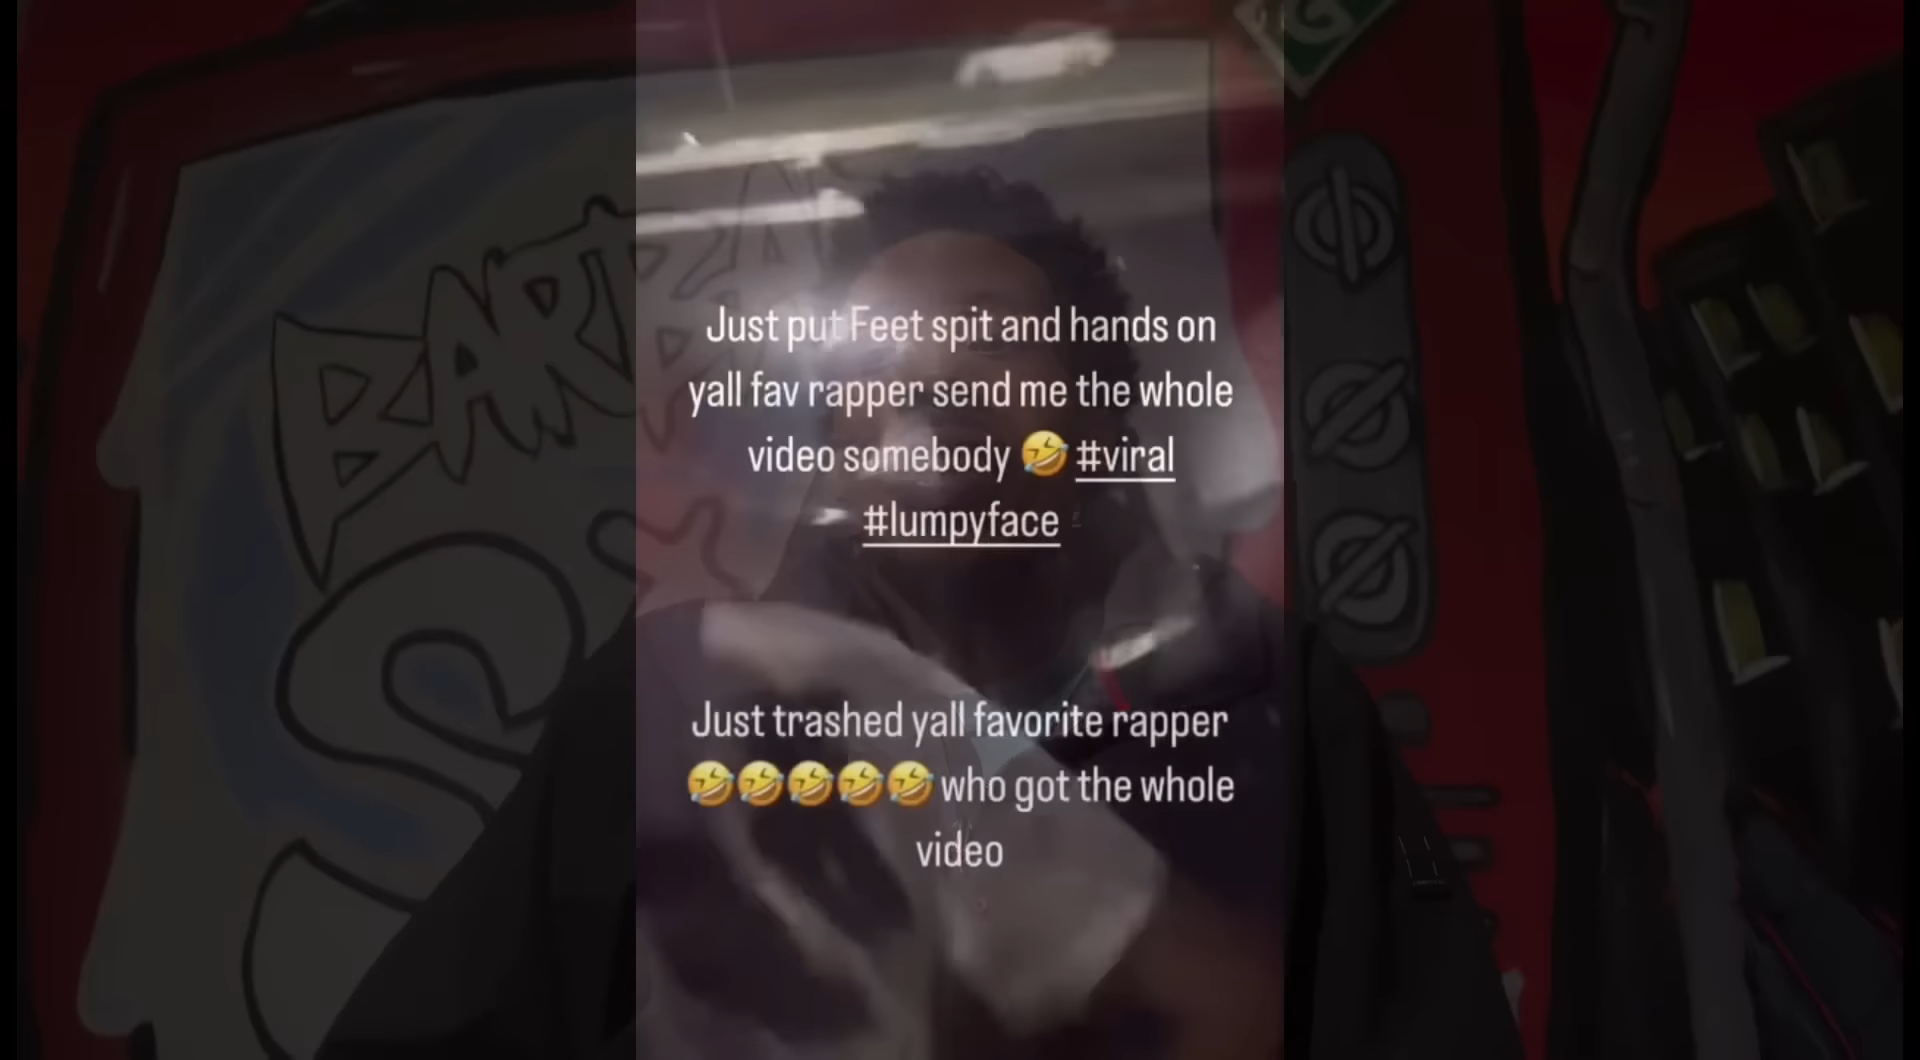 BARTBA
Just put Feet spit and hands on
yall fav rapper send me the whole
video somebody 🤣 #viral
#lumpyface
Just trashed yall favorite rapper
🤣🤣🤣🤣🤣 who got the whole
video